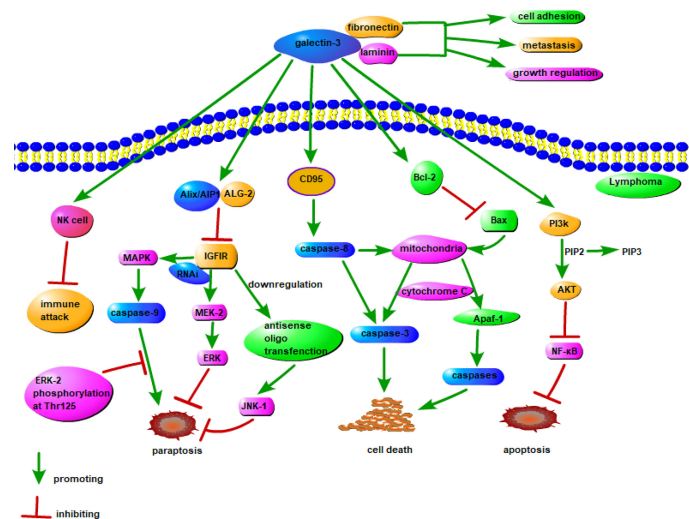 cell adhesion
fibronectin
galectin-3
metastasis
laminin
growth regulation
CD95
Bcl-2
Lymphoma
Alix/AIP1
ALG-2
NK cell
Bax
PI3k
caspase-8
mitochondria
MAPK
IGFIR
PIP2
PIP3
RNAi
downregulation
AKT
cytochrome C
immune
attack
caspase-9
MEK-2
Apaf-1
antisense
oligo
transfenction
caspase-3
NF-κB
ERK
ERK-2
phosphorylation
at Thr125
caspases
JNK-1
paraptosis
cell death
apoptosis
promoting
inhibiting